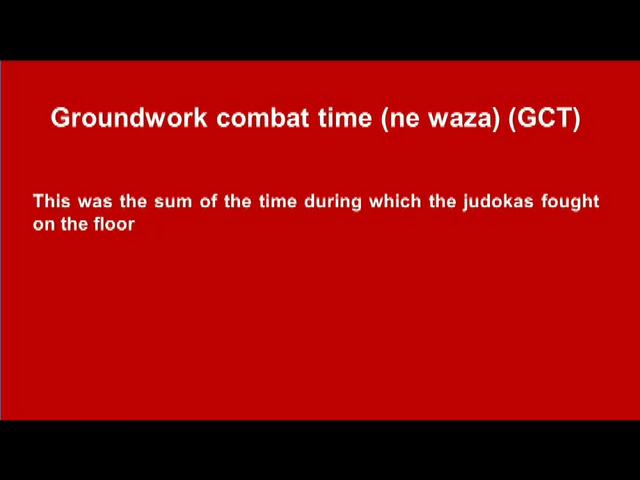 Groundwork combat time (ne waza) (GCT)
This was the sum of the time during which the judokas fought
on the floor